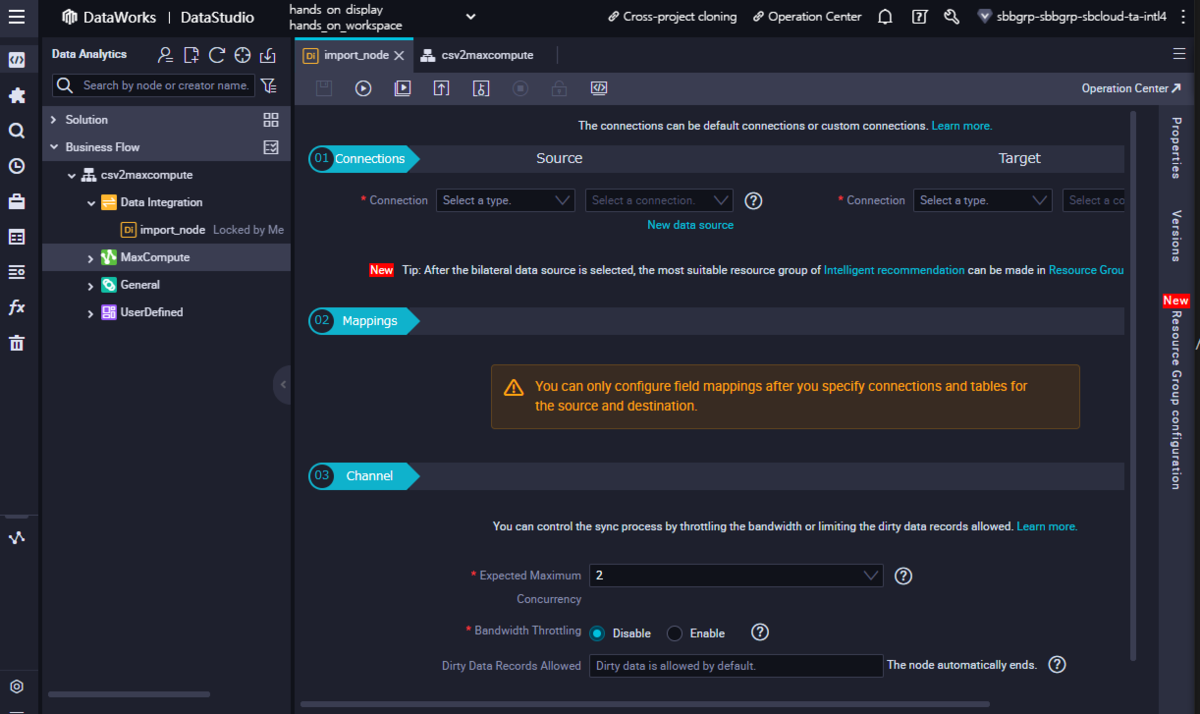 DataWorks | DataStudio
hands_on_display
hands_on_workspace
Cross-project cloning
Operation Center
sbbgrp-sbbgrp-sbcloud-ta-intl4
Data Analytics
Search by node or creator name.
Solution
Business Flow
csv2maxcompute
Data Integration
Di import_node Locked by Me
MaxCompute
General
UserDefined
Di import_node
csv2maxcompute
Operation Center
The connections can be default connections or custom connections. Learn more.
01 Connections Source Target
* Connection Select a type. Select a connection. * Connection Select a type. Select a co
New data source
New Tip: After the bilateral data source is selected, the most suitable resource group of Intelligent recommendation can be made in Resource Grou
02 Mappings
You can only configure field mappings after you specify connections and tables for
the source and destination.
03 Channel
You can control the sync process by throttling the bandwidth or limiting the dirty data records allowed. Learn more.
* Expected Maximum 2
Concurrency
* Bandwidth Throttling Disable Enable
Dirty Data Records Allowed Dirty data is allowed by default. The node automatically ends.
Properties
Versions
New
Resource Group configuration